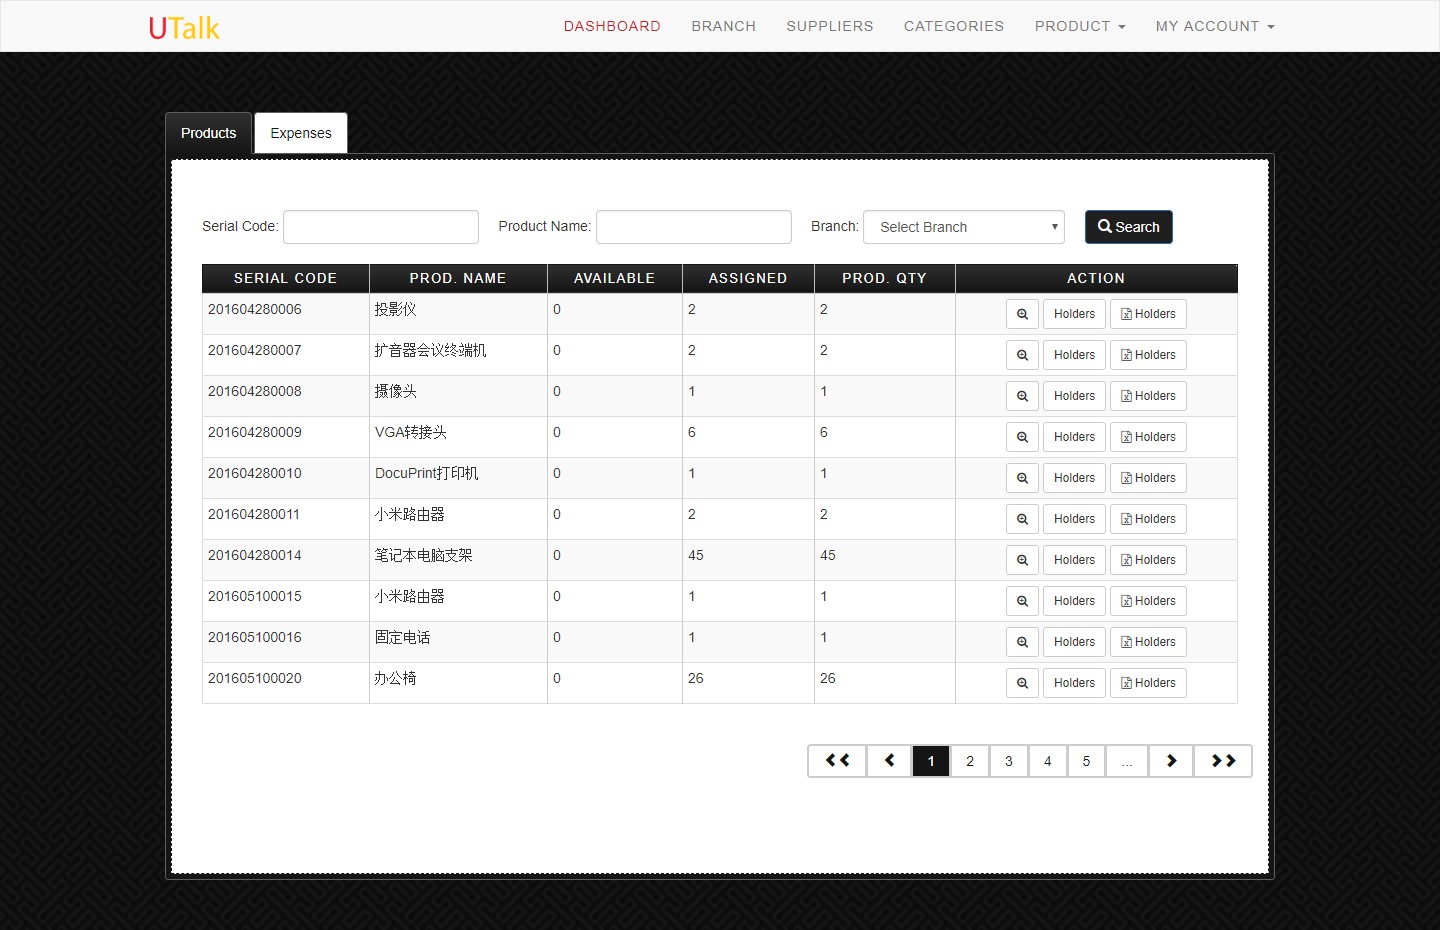 UTalk DASHBOARD BRANCH SUPPLIERS CATEGORIES PRODUCT MY ACCOUNT
Products Expenses
Serial Code: Product Name: Branch: Select Branch Search
SERIAL CODE PROD. NAME AVAILABLE ASSIGNED PROD. QTY ACTION
201604280006 投影仪 0 2 2 Holders Holders
201604280007 扩音器会议终端机 0 2 2 Holders Holders
201604280008 摄像头 0 1 1 Holders Holders
201604280009 VGA转接头 0 6 6 Holders Holders
201604280010 DocuPrint打印机 0 1 1 Holders Holders
201604280011 小米路由器 0 2 2 Holders Holders
201604280014 笔记本电脑支架 0 45 45 Holders Holders
201605100015 小米路由器 0 1 1 Holders Holders
201605100016 固定电话 0 1 1 Holders Holders
201605100020 办公椅 0 26 26 Holders Holders
1 2 3 4 5 ...